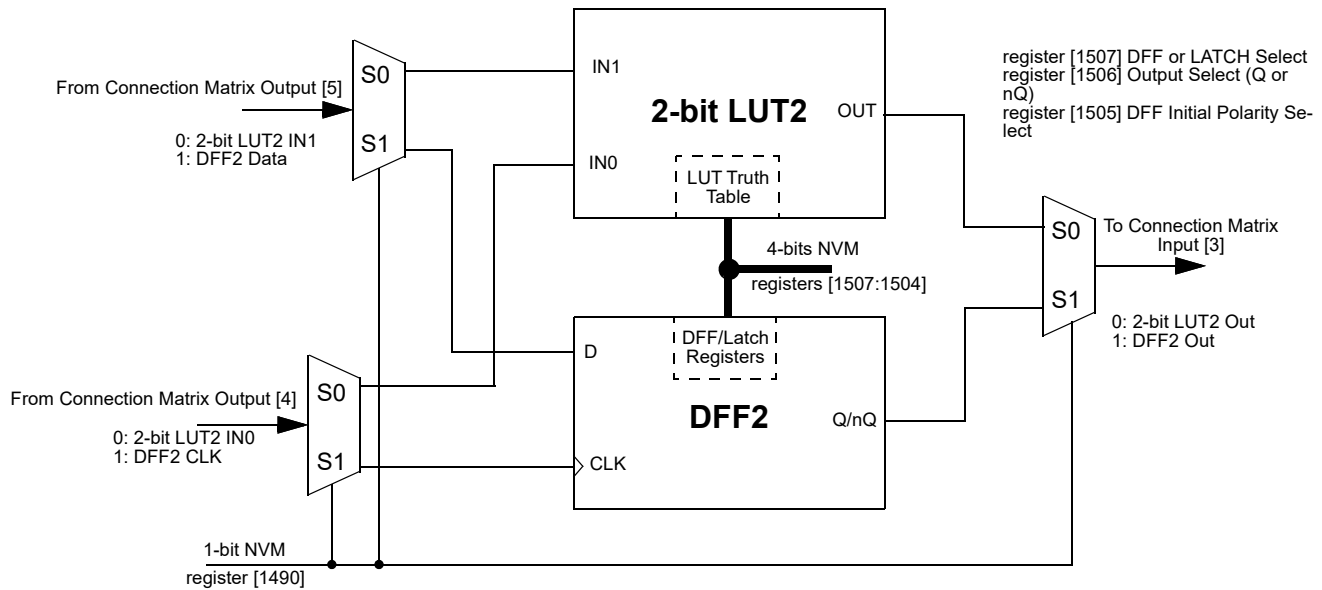 From Connection Matrix Output [5]
0: 2-bit LUT2 IN1
1: DFF2 Data
S0
S1
IN1
IN0
2-bit LUT2
OUT
LUT Truth
Table
register [1507] DFF or LATCH Select
register [1506] Output Select (Q or
nQ)
register [1505] DFF Initial Polarity Se-
lect
4-bits NVM
registers [1507:1504]
S0
S1
To Connection Matrix
Input [3]
0: 2-bit LUT2 Out
1: DFF2 Out
From Connection Matrix Output [4]
0: 2-bit LUT2 IN0
1: DFF2 CLK
S0
S1
D
CLK
DFF/Latch
Registers
DFF2
Q/nQ
1-bit NVM
register [1490]